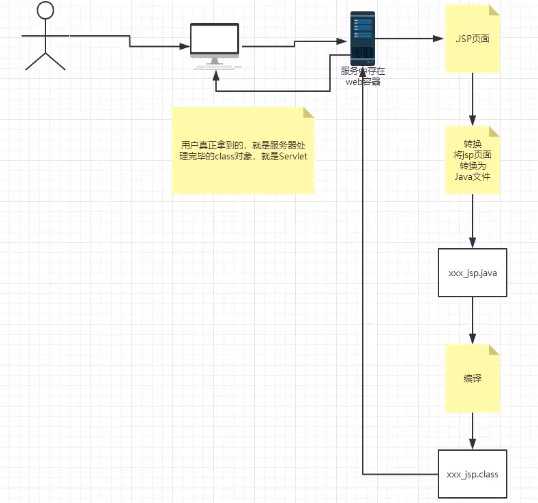 .JSP页面
服务内存在
web容器
用户真正拿到的，就是服务器处
理完毕的class对象，就是Servlet
转换
将jsp页面
转换为
Java文件
xxx_jsp.java
编译
xxx_jsp.class